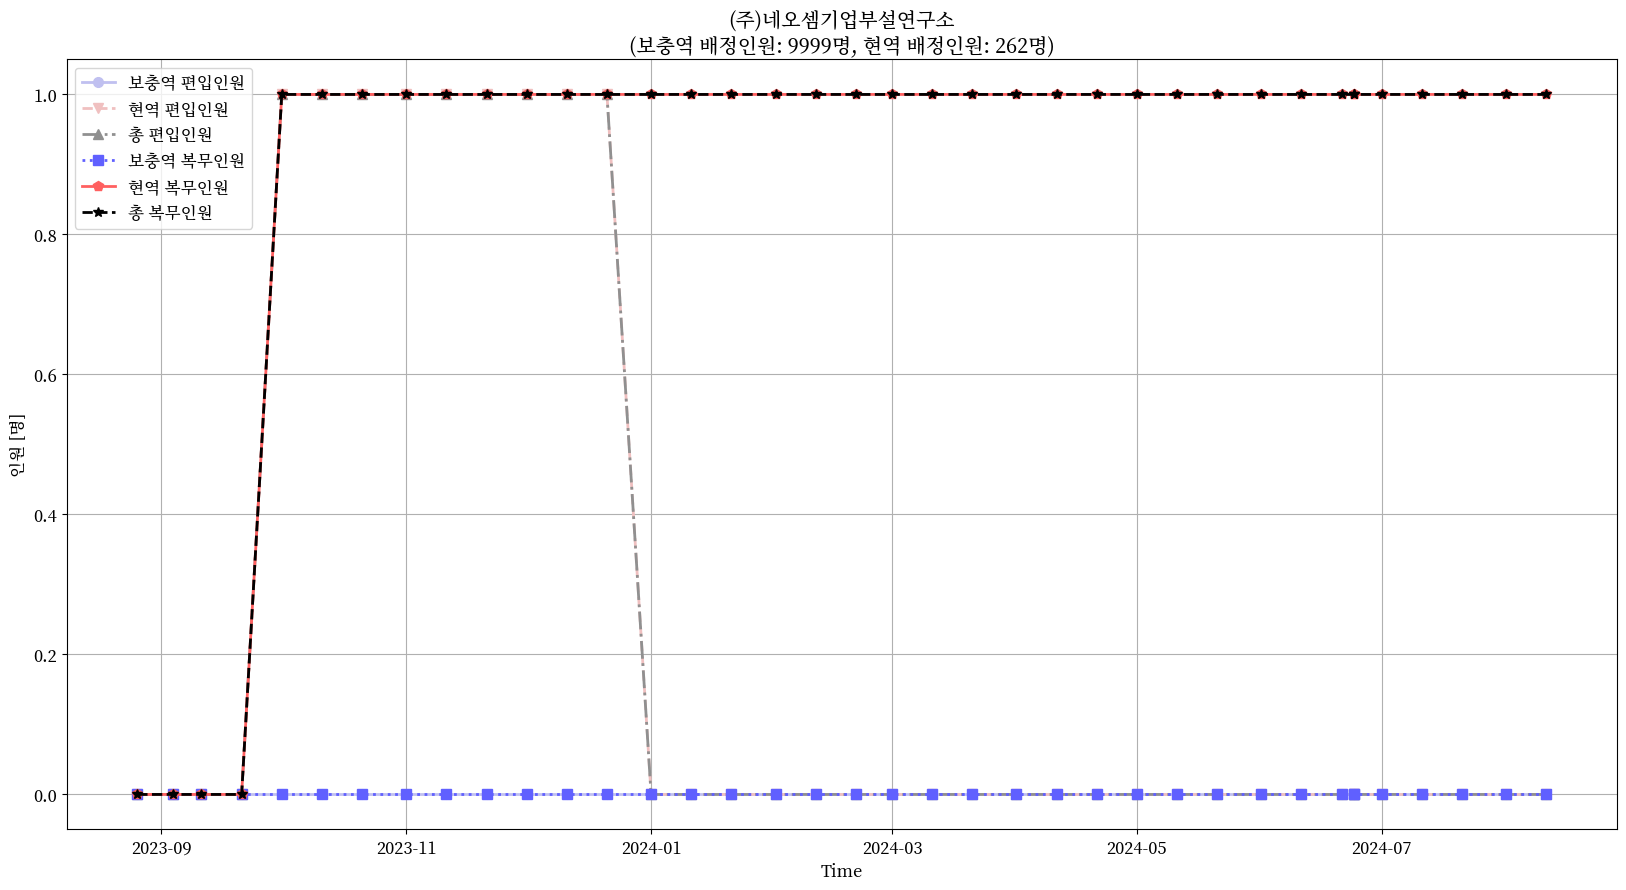 (주)네오셈기업부설연구소
(보충역 배정인원: 9999명, 현역 배정인원: 262명)
보충역 편입인원
현역 편입인원
총 편입인원
보충역 복무인원
현역 복무인원
총 복무인원
1.0
0.8
0.6
0.4
0.2
0.0
인원 [명]
2023-09
2023-11
2024-01
2024-03
2024-05
2024-07
Time